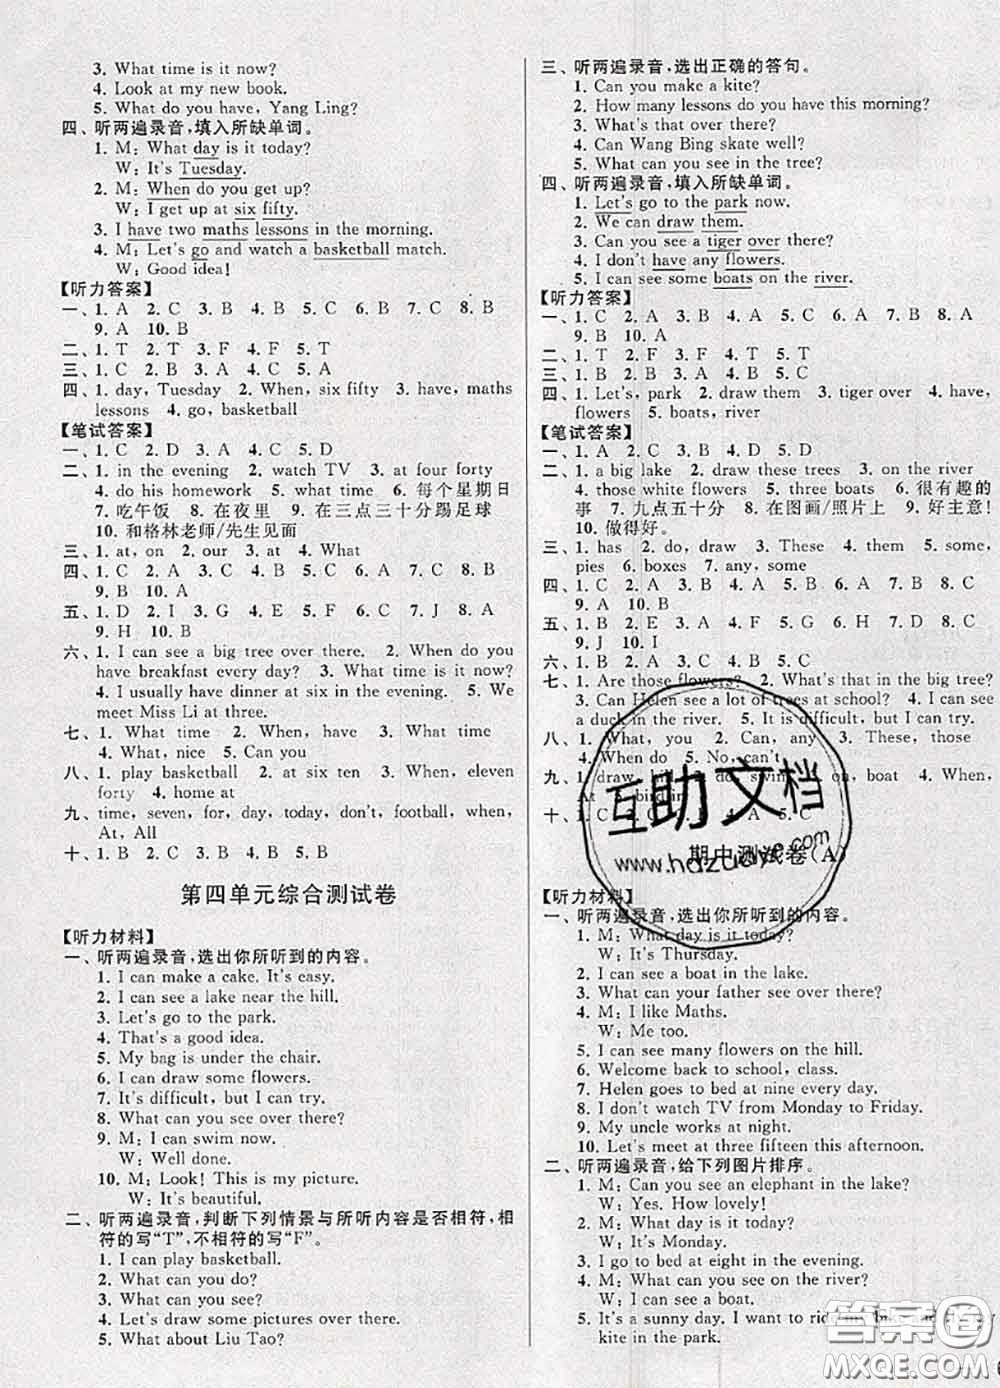 3. What time is it now?
4. Look at my new book.
5. What do you have, Yang Ling?
四、听两遍录音,填入所缺单词。
1. M: What day is it today?
W: It's Tuesday.
2. M: When do you get up?
W: I get up at six fifty.
3. I have two maths lessons in the morning.
4. M: Let's go and watch a basketball match.
W: Good idea!
【听力答案】
一、1. A 2. C 3. B 4. B 5. C 6. B 7. C 8. B
9. A 10. B
二、1. T 2. T 3. F 4. F 5. T
三、1. C 2. B 3. B 4. C 5. A
四、1. day, Tuesday 2. When, six fifty 3. have, maths
lessons 4. go, basketball
【笔试答案】
一、1. C 2. D 3. A 4. C 5. D
二、1. in the evening 2. watch TV 3. at four forty
4. do his homework 5. what time 6. 每个星期日
7. 吃午饭 8. 在夜里 9. 在三点三十分踢足球
10. 和格林老师/先生见面
三、1. at, on 2. our 3. at 4. What
四、1. C 2. A 3. A 4. C 5. B 6. C 7. C 8. B
9. B 10. A
五、1. D 2. I 3. G 4. E 5. F 6. C 7. J 8. A
9. H 10. B
六、1. I can see a big tree over there. 2. When do you
have breakfast every day? 3. What time is it now?
4. I usually have dinner at six in the evening. 5. We
meet Miss Li at three.
七、1. What time 2. When, have 3. What time
4. What, nice 5. Can you
八、1. play basketball 2. at six ten 3. When, eleven
forty 4. home at
九、time, seven, for, day, today, don't, football, when,
At, All
十、1. B 2. C 3. B 4. C 5. B
第四单元综合测试卷
【听力材料】
一、听两遍录音,选出你所听到的内容。
1. I can make a cake. It's easy.
2. I can see a lake near the hill.
3. Let's go to the park.
4. That's a good idea.
5. My bag is under the chair.
6. I can draw some flowers.
7. It's difficult, but I can try.
8. What can you see over there?
9. M: I can swim now.
W: Well done.
10. M: Look! This is my picture.
W: It's beautiful.
二、听两遍录音,判断下列情景与所听内容是否相符,相
符的写“T”,不相符的写“F”。
1. I can play basketball.
2. What can you do?
3. What can you see?
4. Let's draw some pictures over there.
5. What about Liu Tao?
三、听两遍录音,选出正确的答句。
1. Can you make a kite?
2. How many lessons do you have this morning?
3. What's that over there?
4. Can Wang Bing skate well?
5. What can you see in the tree?
四、听两遍录音,填入所缺单词。
1. Let's go to the park now.
2. We can draw them.
3. Can you see a tiger over there?
4. I don't have any flowers.
5. I can see some boats on the river.
【听力答案】
一、1. C 2. A 3. B 4. B 5. A 6. A 7. B 8. C
9. B 10. A
二、1. T 2. F 3. F 4. T 5. T
三、1. B 2. B 3. A 4. B 5. C
四、1. Let's, park 2. draw them 3. tiger over 4. have,
flowers 5. boats, river
【笔试答案】
一、1. A 2. C 3. B 4. D 5. D
二、1. a big lake 2. draw these trees 3. on the river
4. those white flowers 5. three boats 6. 很有趣的
事 7. 九点五十分 8. 在图画/照片上 9. 好主意!
10. 做得好。
三、1. has 2. do, draw 3. These 4. them 5. some,
pies 6. boxes 7. any, some
四、1. C 2. A 3. B 4. A 5. B 6. C 7. B 8. C
9. A 10. B
五、1. B 2. E 3. A 4. F 5. G 6. H 7. D 8. C
9. J 10. I
六、1. B 2. C 3. B 4. A 5. C
七、1. Are those flowers? 2. What's that in the big tree?
3. Can Helen see a lot of trees at school? 4. I can see
a duck in the river. 5. It is difficult, but I can try.
八、1. What, you 2. Can, any 3. These, those
4. When do 5. No, can't
九、1. draw, 2. do, 3. on, boat 4. When,
At 5.
十、1. C 2. 4. A 5. C
期中测试卷(A)
【听力材料】
一、听两遍录音,选出你所听到的内容。
1. M: What day is it today?
W: It's Thursday.
2. I can see a boat in the lake.
3. What can your father see over there?
4. M: I like Maths.
W: Me too.
5. I can see many flowers on the hill.
6. Welcome back to school, class.
7. Helen goes to bed at nine every day.
8. I don't watch TV from Monday to Friday.
9. My uncle works at night.
10. Let's meet at three fifteen this afternoon.
二、听两遍录音,给下列图片排序。
1. M: Can you see an elephant in the lake?
W: Yes. How lovely!
2. M: What day is it today?
W: It's Monday.
3. I go to bed at eight in the evening.
4. M: What can you see on the river?
W: I can see a boat.
5. It's a sunny day. I want to
kite in the park.
互助文档
答案圈
MXQE.COM